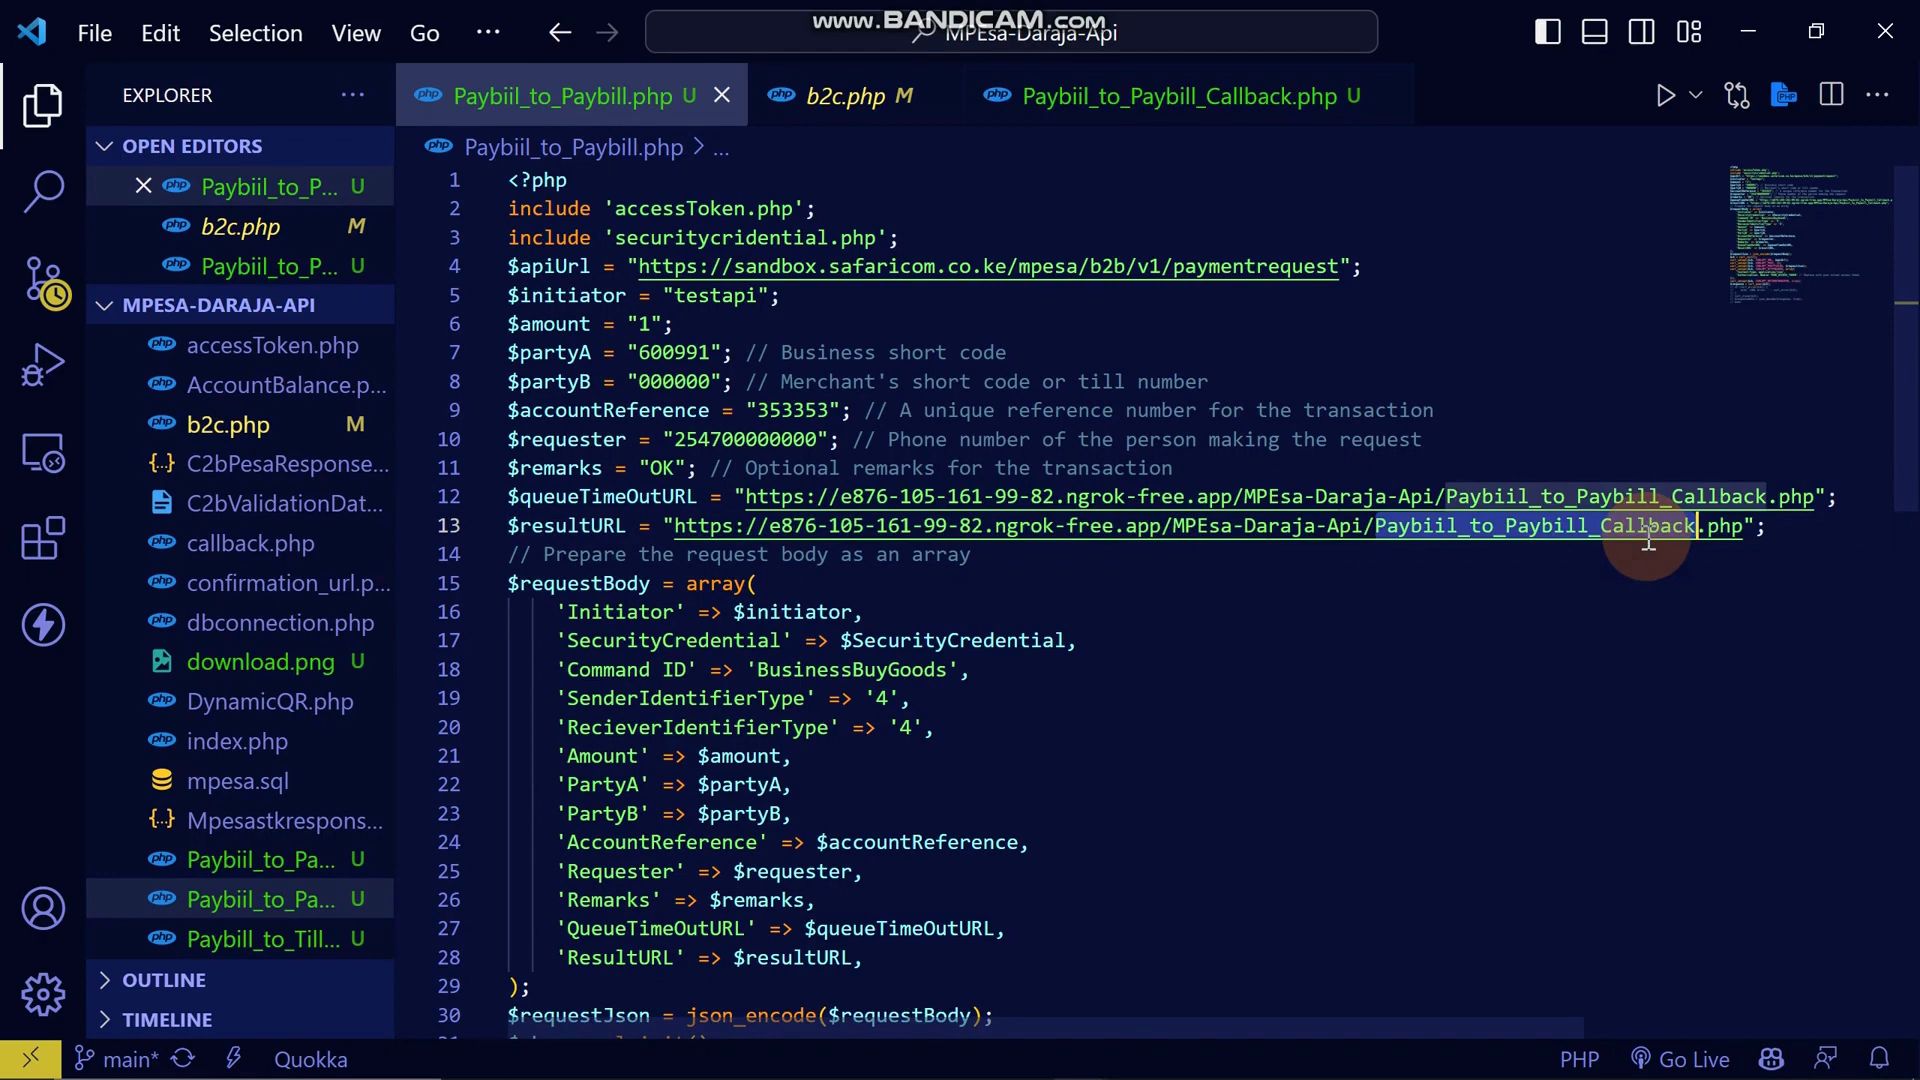 www.BANDICAM.com
File Edit Selection View Go ··· MPEsa-Daraja-Api
EXPLORER ···
Paybiil_to_Paybill.php U
b2c.php M
Paybiil_to_Paybill_Callback.php U
OPEN EDITORS
Paybiil_to_P... U
b2c.php M
Paybiil_to_P... U
MPESA-DARAJA-API
accessToken.php
AccountBalance.p...
b2c.php M
C2bPesaResponse...
C2bValidationDat...
callback.php
confirmation_url.p...
dbconnection.php
download.png U
DynamicQR.php
index.php
mpesa.sql
Mpesastkrespons...
Paybiil_to_Pa... U
Paybiil_to_Pa... U
Paybill_to_Till... U
OUTLINE
TIMELINE
Paybiil_to_Paybill.php > ...
1 <?php
2 include 'accessToken.php';
3 include 'securitycridential.php';
4 $apiUrl = "https://sandbox.safaricom.co.ke/mpesa/b2b/v1/paymentrequest";
5 $initiator = "testapi";
6 $amount = "1";
7 $partyA = "600991"; // Business short code
8 $partyB = "000000"; // Merchant's short code or till number
9 $accountReference = "353353"; // A unique reference number for the transaction
10 $requester = "254700000000"; // Phone number of the person making the request
11 $remarks = "OK"; // Optional remarks for the transaction
12 $queueTimeOutURL = "https://e876-105-161-99-82.ngrok-free.app/MPEsa-Daraja-Api/Paybiil_to_Paybill_Callback.php";
13 $resultURL = "https://e876-105-161-99-82.ngrok-free.app/MPEsa-Daraja-Api/Paybiil_to_Paybill_Callback.php";
14 // Prepare the request body as an array
15 $requestBody = array(
16 'Initiator' => $initiator,
17 'SecurityCredential' => $SecurityCredential,
18 'Command ID' => 'BusinessBuyGoods',
19 'SenderIdentifierType' => '4',
20 'RecieverIdentifierType' => '4',
21 'Amount' => $amount,
22 'PartyA' => $partyA,
23 'PartyB' => $partyB,
24 'AccountReference' => $accountReference,
25 'Requester' => $requester,
26 'Remarks' => $remarks,
27 'QueueTimeOutURL' => $queueTimeOutURL,
28 'ResultURL' => $resultURL,
29 );
30 $requestJson = json_encode($requestBody);
main* Quokka PHP Go Live